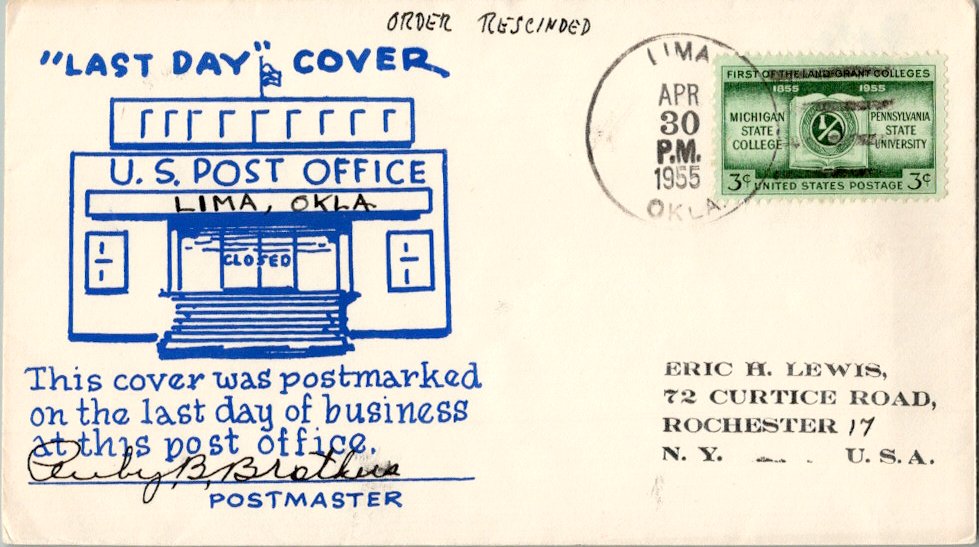 ORDER RESCINDED
"LAST DAY" COVER
U.S. POST OFFICE
LIMA, OKLA.
CLOSED
This cover was postmarked
on the last day of business
at this post office.
Ruby B. Brothers
POSTMASTER
LIMA
APR
30
P.M.
1955
OKLA.
FIRST OF THE LAND-GRANT COLLEGES
1855 1955
MICHIGAN
STATE
COLLEGE
PENNSYLVANIA
STATE
UNIVERSITY
3¢ UNITED STATES POSTAGE 3¢
ERIC H. LEWIS,
72 CURTICE ROAD,
ROCHESTER 17
N. Y. U. S. A.